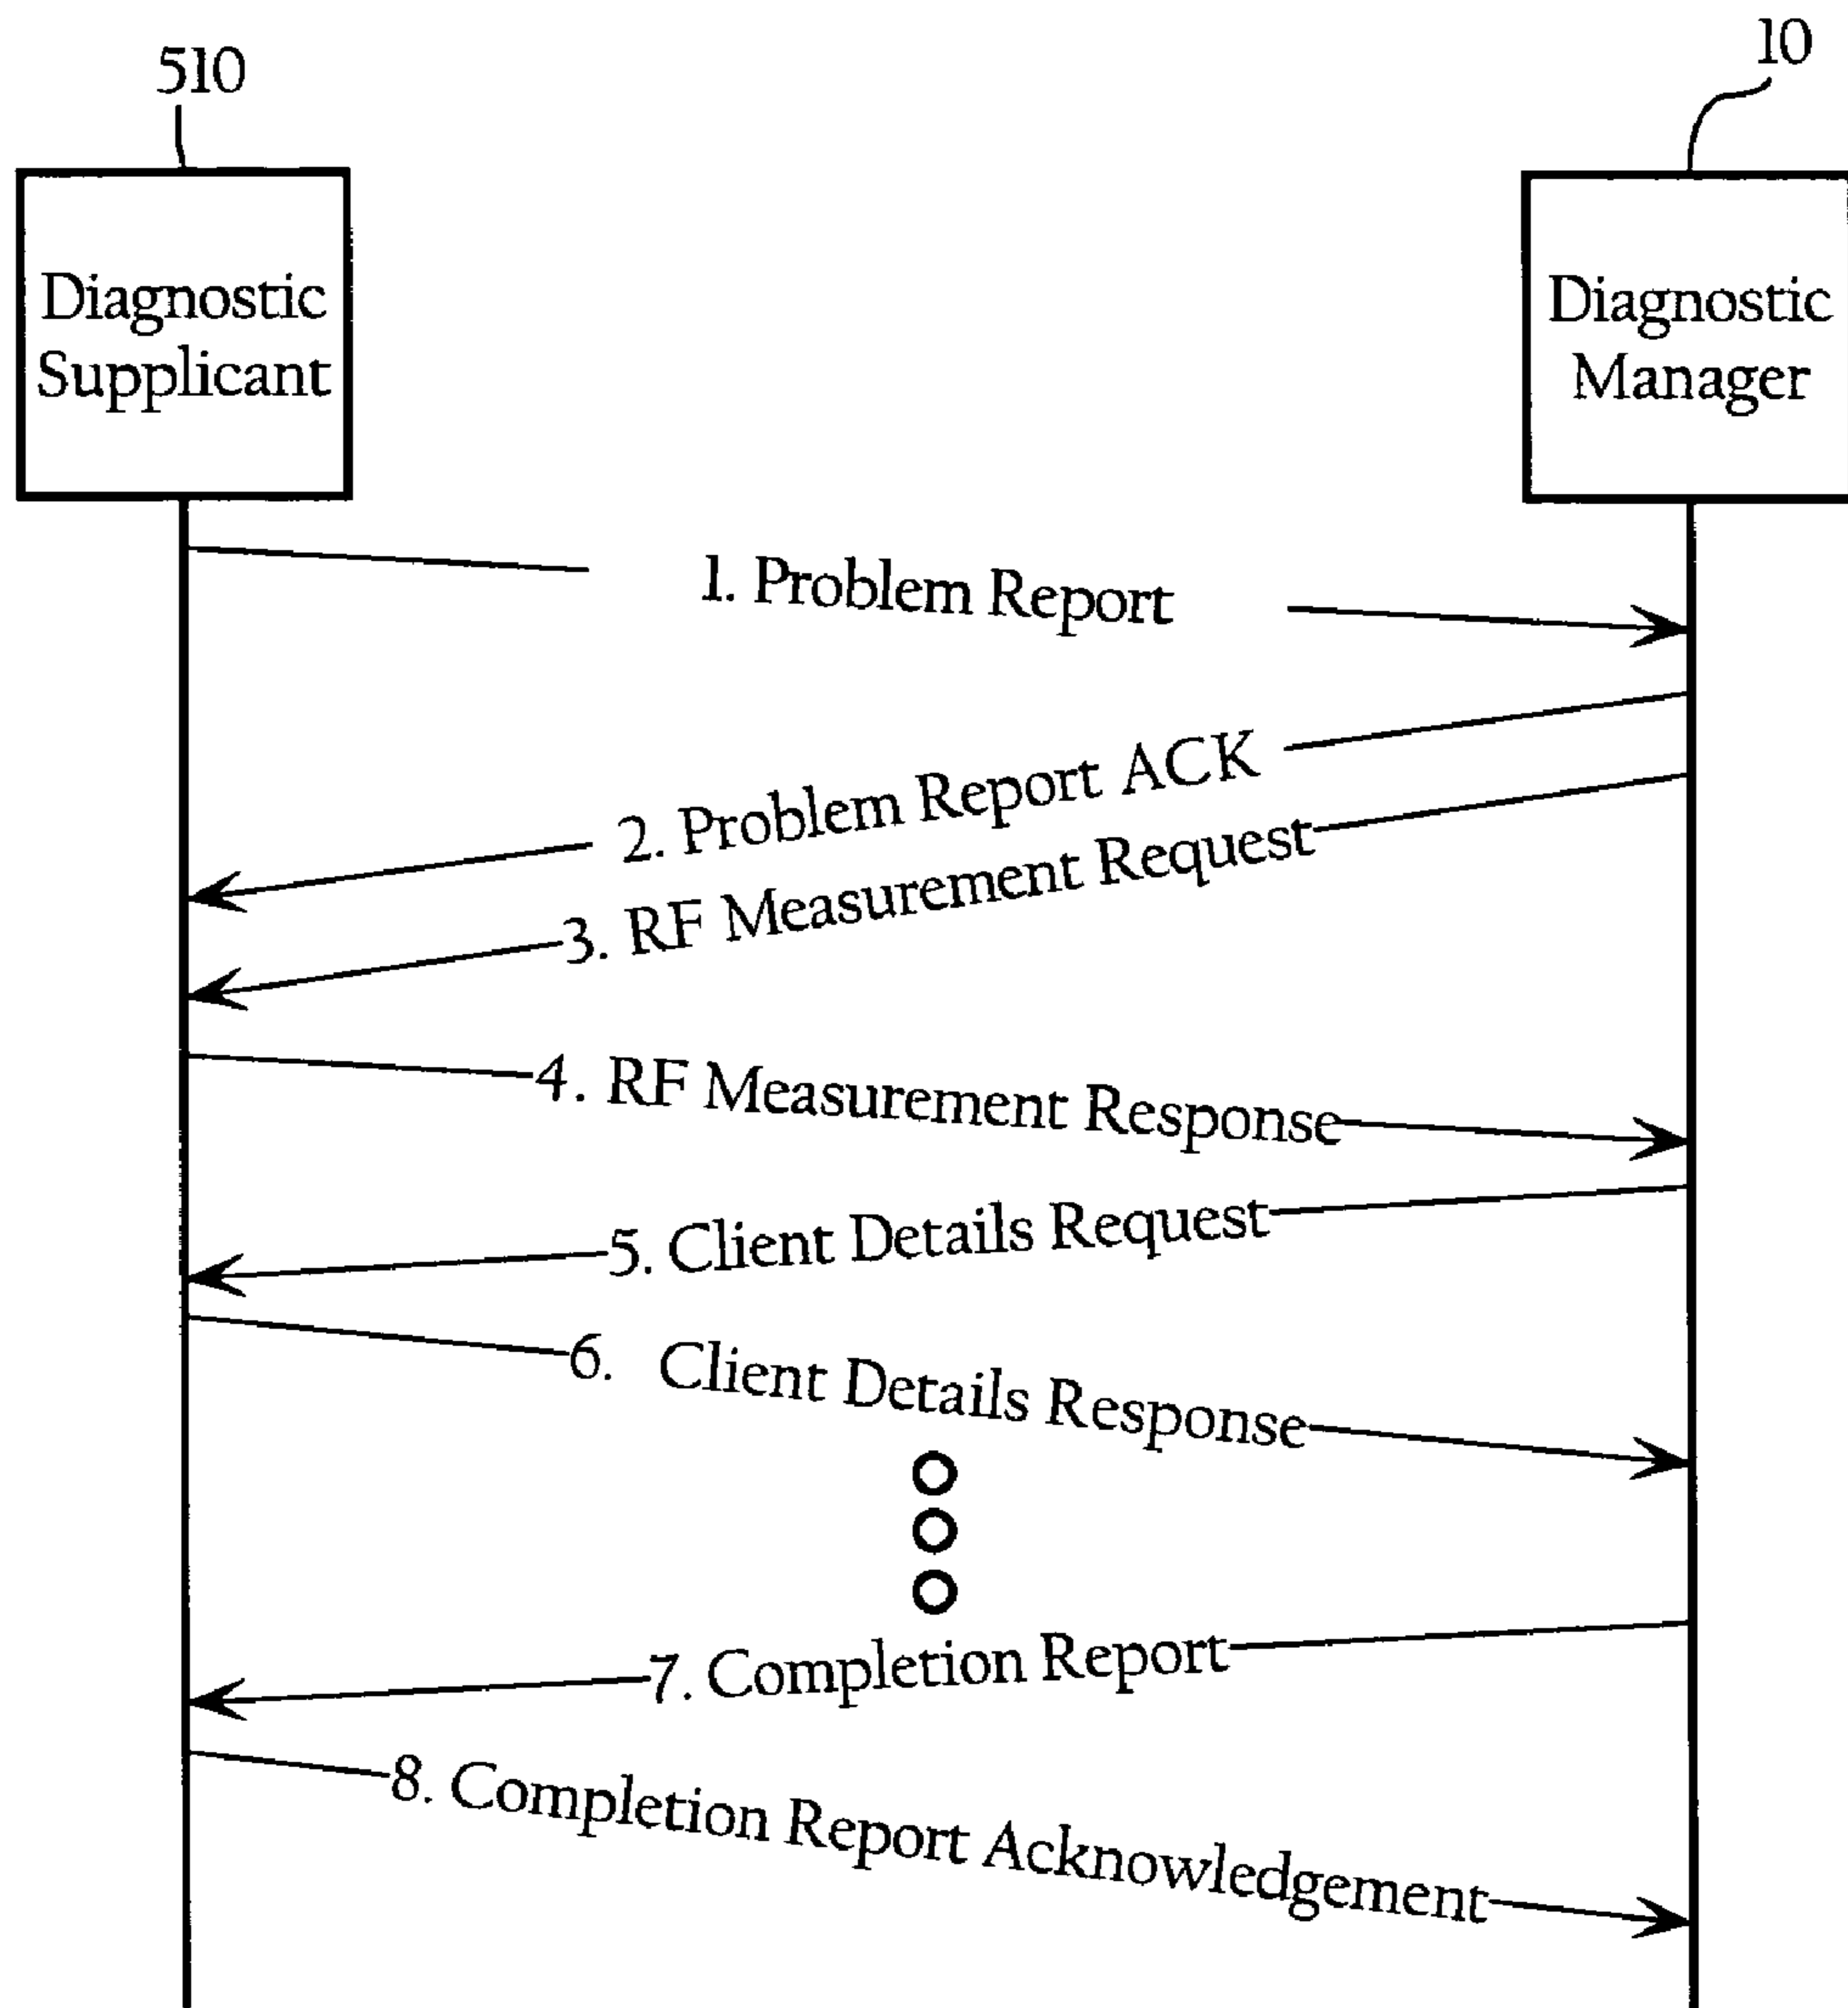 510
10
Diagnostic
Supplicant
Diagnostic
Manager
1. Problem Report
2. Problem Report ACK
3. RF Measurement Request
4. RF Measurement Response
5. Client Details Request
6. Client Details Response
7. Completion Report
8. Completion Report Acknowledgement